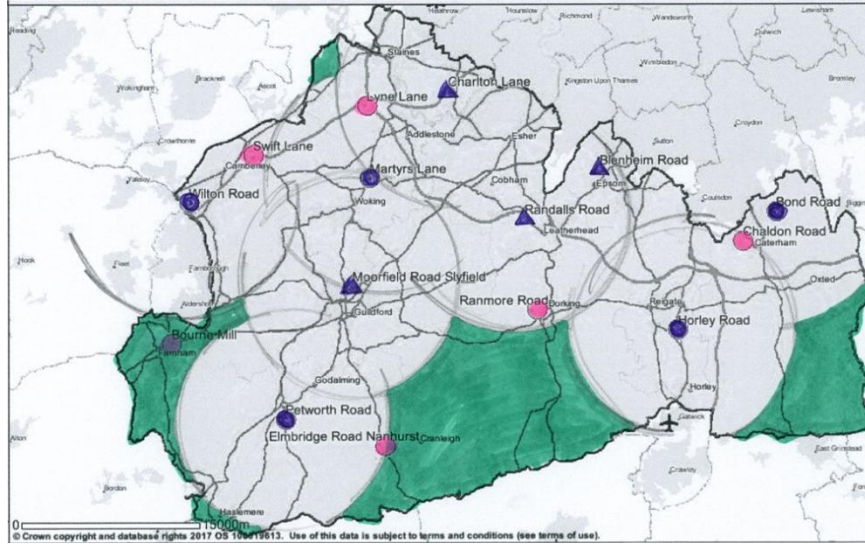 Heathrow
Hounslow
Richmond
Wandsworth
Lewisham
Reading
Dulwich
Staines
Wimbledon
Bracknell
Ascot
Wokingham
Charlton Lane
Kingston Upon Thames
Bromley
Lyne Lane
Croydon
Crowthorne
Addlestone
Esher
Sutton
Swift Lane
Camberley
Blenheim Road
Martyrs Lane
Yateley
Cobham
Epsom
Coulsdon
Wilton Road
Woking
Bond Road
Randalls Road
Leatherhead
Chaldon Road
Caterham
Hook
Fleet
Farnborough
Moorfield Road Slyfield
Oxted
Aldershot
Ranmore Road
Dorking
Reigate
Guildford
Horley Road
Bourne Mill
Farnham
Godalming
Horley
Petworth Road
Gatwick
Elmbridge Road Nanhurst
Cranleigh
Alton
East Grinstead
Crawley
Bordon
Haslemere
0 15000m
© Crown copyright and database rights 2017 OS 100019613. Use of this data is subject to terms and conditions (see terms of use).